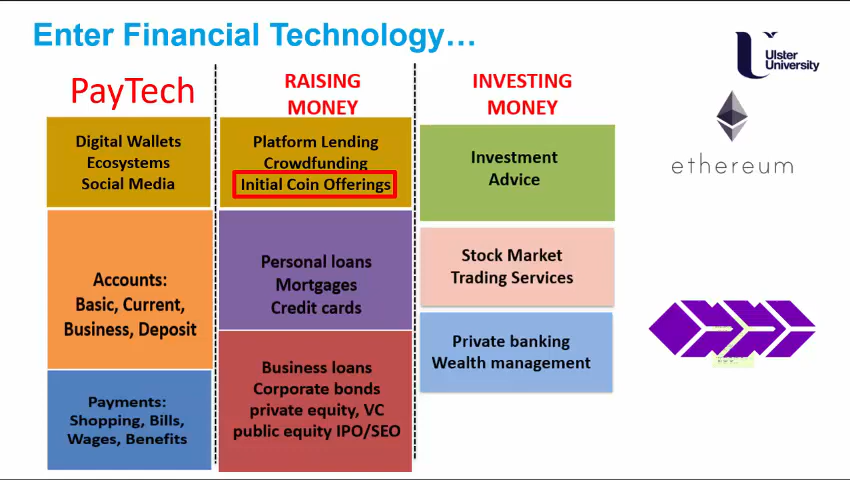 Enter Financial Technology…
Ulster
University
PayTech
RAISING
MONEY
INVESTING
MONEY
Digital Wallets
Ecosystems
Social Media
Platform Lending
Crowdfunding
Initial Coin Offerings
Investment
Advice
ethereum
Accounts:
Basic, Current,
Business, Deposit
Personal loans
Mortgages
Credit cards
Stock Market
Trading Services
Private banking
Wealth management
Payments:
Shopping, Bills,
Wages, Benefits
Business loans
Corporate bonds
private equity, VC
public equity IPO/SEO